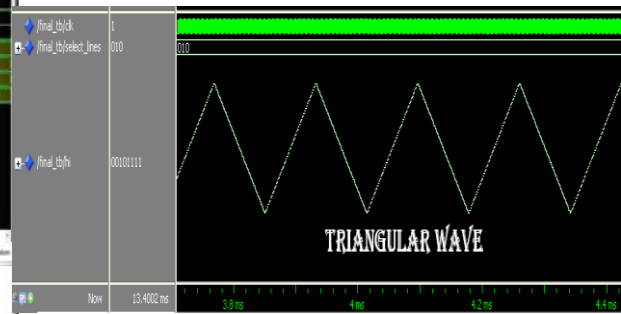 /final_tb/clk 1
/final_tb/select_lines 010 010
/final_tb/hi 00101111
TRIANGULAR WAVE
Now 13.4002 ms 3.8 ms 4 ms 4.2 ms 4.4 ms